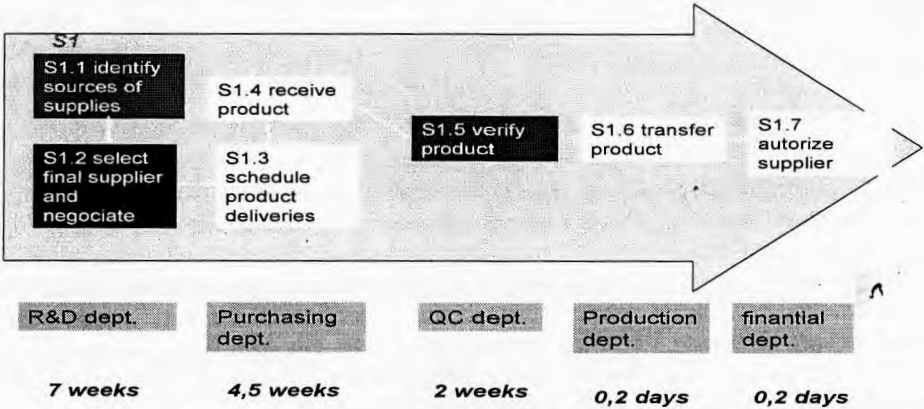 S1
S1.1 identify
sources of
supplies
S1.2 select
final supplier
and
negociate
S1.4 receive
product
S1.3
schedule
product
deliveries
S1.5 verify
product
S1.6 transfer
product
S1.7
autorize
supplier
R&D dept.
Purchasing
dept.
QC dept.
Production
dept.
finantial
dept.
7 weeks
4,5 weeks
2 weeks
0,2 days
0,2 days